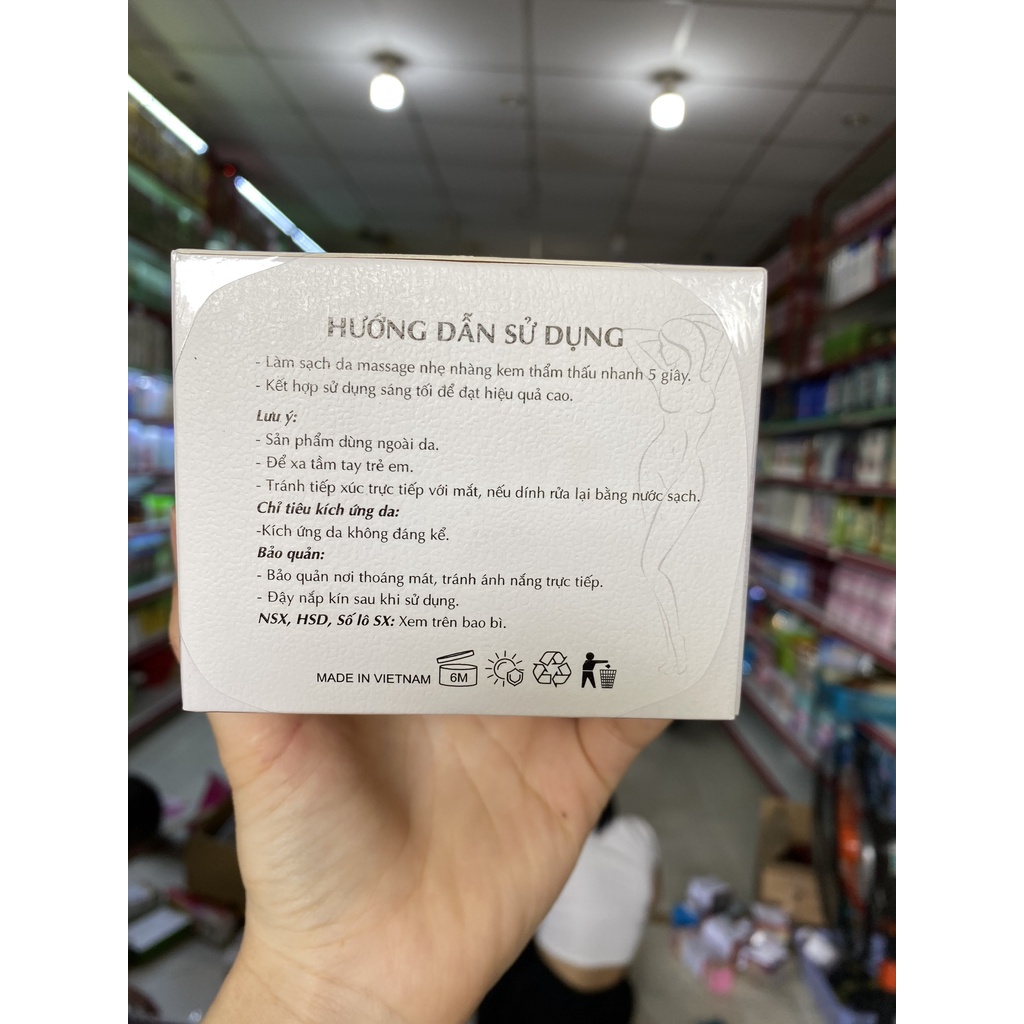 HƯỚNG DẪN SỬ DỤNG
- Làm sạch da massage nhẹ nhàng kem thẩm thấu nhanh 5 giây.
- Kết hợp sử dụng sáng tối để đạt hiệu quả cao.
Lưu ý:
- Sản phẩm dùng ngoài da.
- Để xa tầm tay trẻ em.
- Tránh tiếp xúc trực tiếp với mắt, nếu dính rửa lại bằng nước sạch.
Chỉ tiêu kích ứng da:
-Kích ứng da không đáng kể.
Bảo quản:
- Bảo quản nơi thoáng mát, tránh ánh nắng trực tiếp.
- Đậy nắp kín sau khi sử dụng.
NSX, HSD, Số lô SX: Xem trên bao bì.
MADE IN VIETNAM 6M